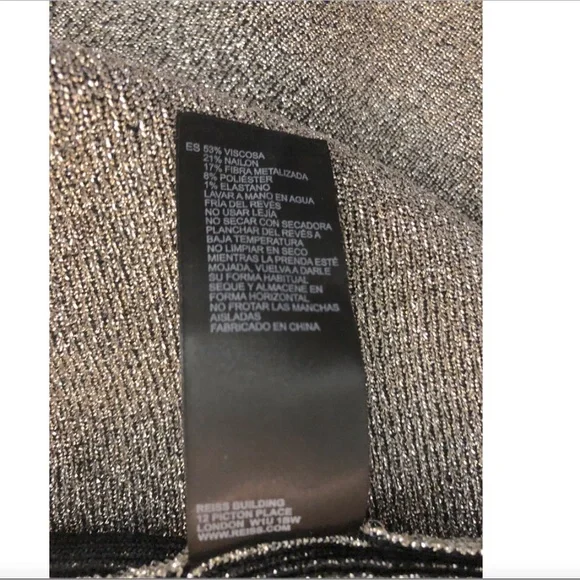 ES 53% VISCOSA
21% NAILON
17% FIBRA METALIZADA
8% POLIÉSTER
1% ELASTANO
LAVAR A MANO EN AGUA
FRÍA DEL REVÉS
NO USAR LEJÍA
NO SECAR CON SECADORA
PLANCHAR DEL REVÉS A
BAJA TEMPERATURA
NO LIMPIAR EN SECO
MIENTRAS LA PRENDA ESTÉ
MOJADA, VUELVA A DARLE
SU FORMA HABITUAL
SEQUE Y ALMACENE EN
FORMA HORIZONTAL
NO FROTAR LAS MANCHAS
AISLADAS
FABRICADO EN CHINA
REISS BUILDING
12 PICTON PLACE
LONDON W1U 1BW
WWW.REISS.COM